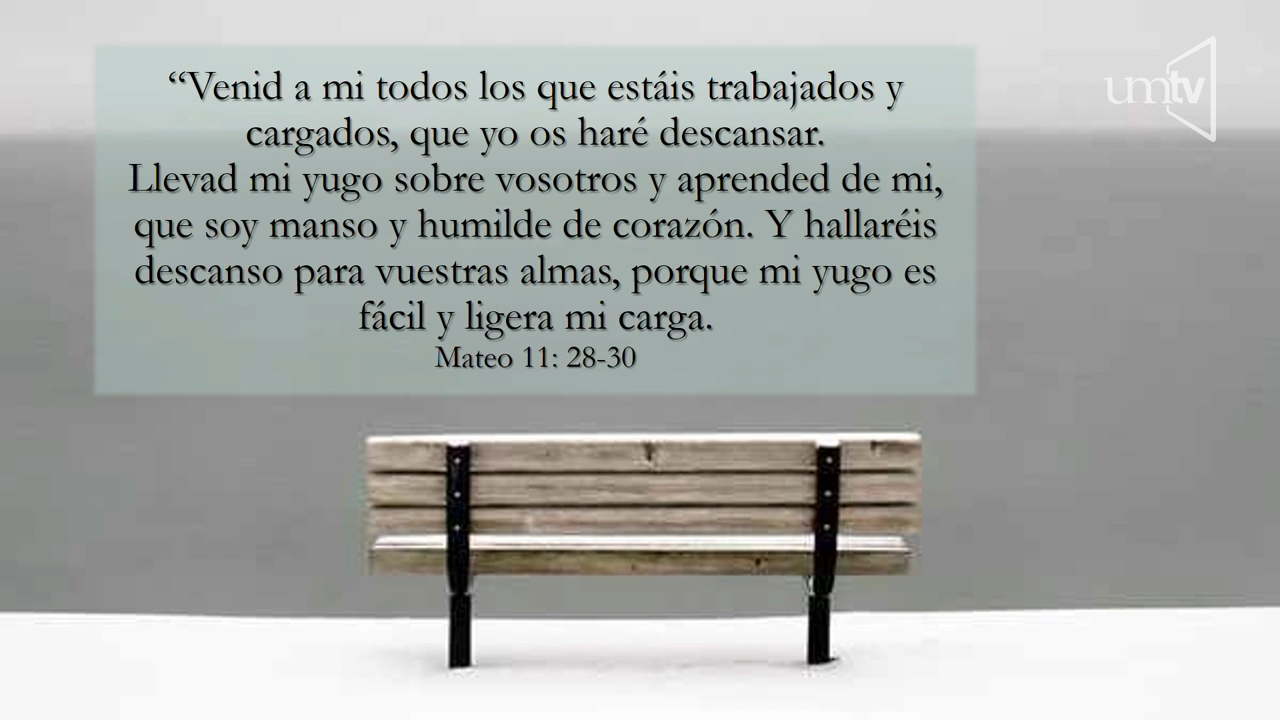 “Venid a mi todos los que estáis trabajados y
cargados, que yo os haré descansar.
Llevad mi yugo sobre vosotros y aprended de mi,
que soy manso y humilde de corazón. Y hallaréis
descanso para vuestras almas, porque mi yugo es
fácil y ligera mi carga.
Mateo 11: 28-30
umtv